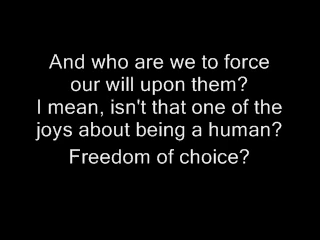 And who are we to force
our will upon them?
I mean, isn't that one of the
joys about being a human?
Freedom of choice?